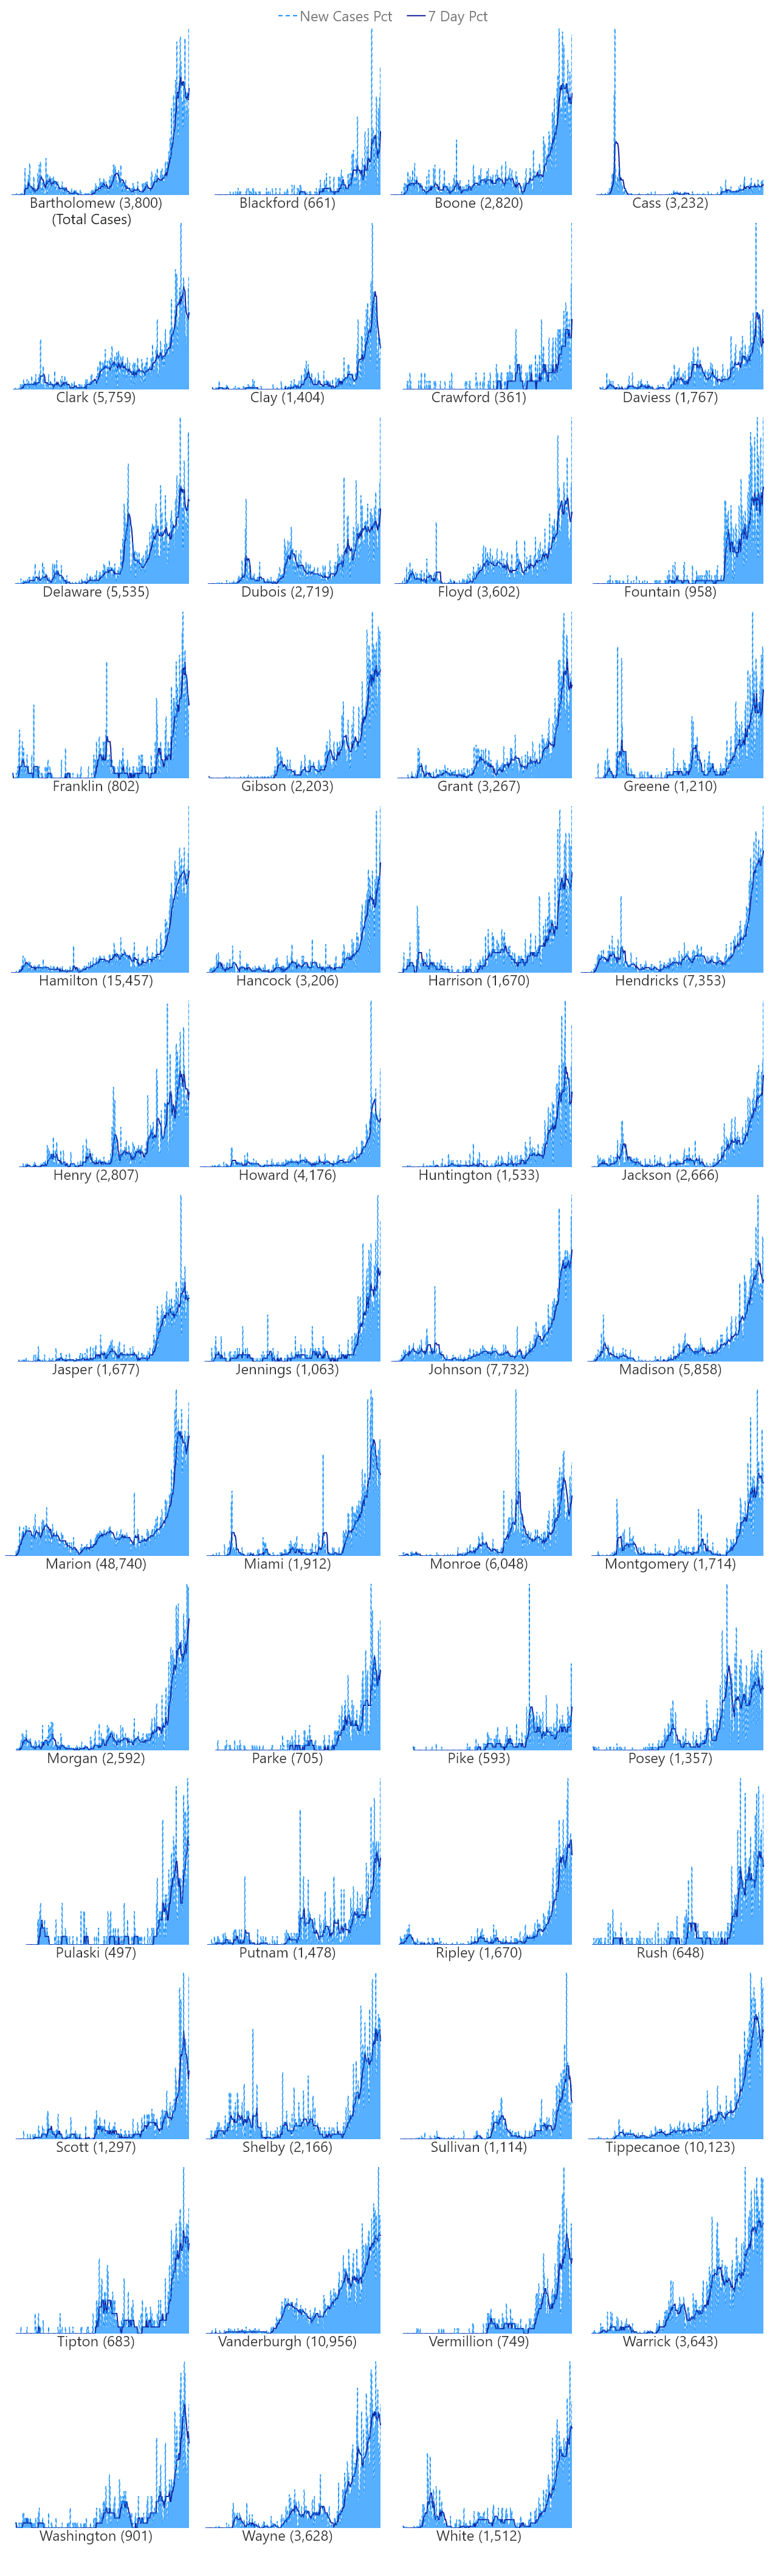 New Cases Pct 7 Day Pct
Bartholomew (3,800) Blackford (661) Boone (2,820) Cass (3,232)
(Total Cases)
Clark (5,759) Clay (1,404) Crawford (361) Daviess (1,767)
Delaware (5,535) Dubois (2,719) Floyd (3,602) Fountain (958)
Franklin (802) Gibson (2,203) Grant (3,267) Greene (1,210)
Hamilton (15,457) Hancock (3,206) Harrison (1,670) Hendricks (7,353)
Henry (2,807) Howard (4,176) Huntington (1,533) Jackson (2,666)
Jasper (1,677) Jennings (1,063) Johnson (7,732) Madison (5,858)
Marion (48,740) Miami (1,912) Monroe (6,048) Montgomery (1,714)
Morgan (2,592) Parke (705) Pike (593) Posey (1,357)
Pulaski (497) Putnam (1,478) Ripley (1,670) Rush (648)
Scott (1,297) Shelby (2,166) Sullivan (1,114) Tippecanoe (10,123)
Tipton (683) Vanderburgh (10,956) Vermillion (749) Warrick (3,643)
Washington (901) Wayne (3,628) White (1,512)